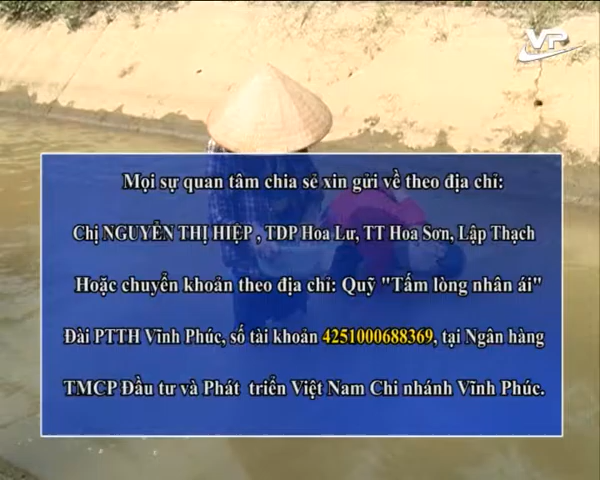 VP
Mọi sự quan tâm chia sẻ xin gửi về theo địa chỉ:
Chị NGUYỄN THỊ HIỆP , TDP Hoa Lư, TT Hoa Sơn, Lập Thạch
Hoặc chuyển khoản theo địa chỉ: Quỹ "Tấm lòng nhân ái"
Đài PTTH Vĩnh Phúc, số tài khoản 4251000688369, tại Ngân hàng
TMCP Đầu tư và Phát triển Việt Nam Chi nhánh Vĩnh Phúc.